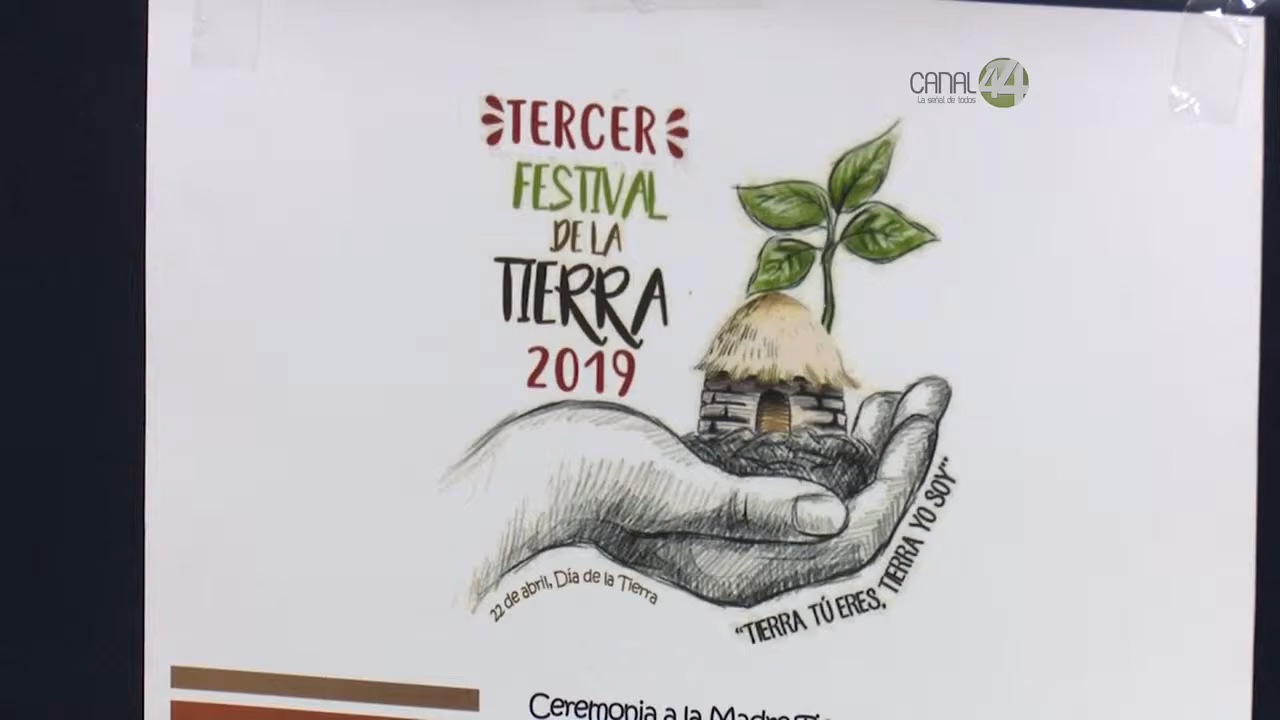 CANAL 44
La señal de todos
TERCER
FESTIVAL
DE LA
TIERRA
2019
22 de abril, Día de la Tierra
“TIERRA TÚ ERES, TIERRA YO SOY”
Ceremonia a la Madre